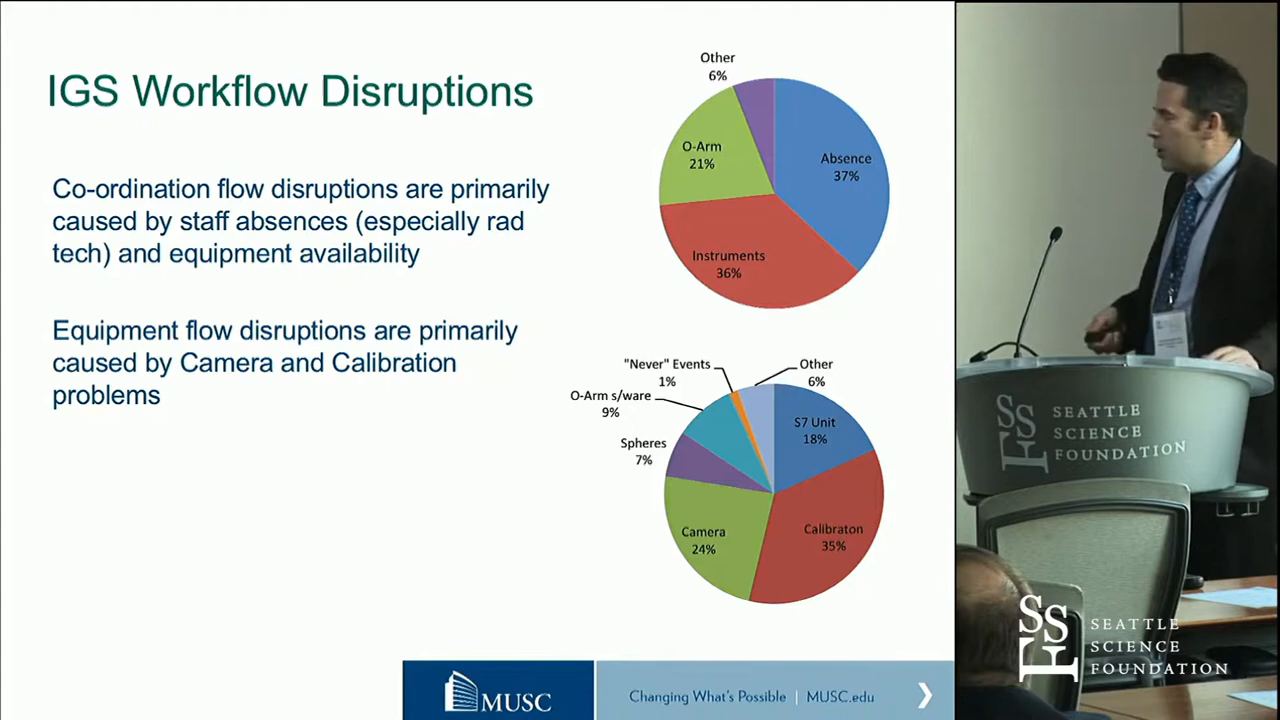 IGS Workflow Disruptions
Co-ordination flow disruptions are primarily
caused by staff absences (especially rad
tech) and equipment availability
Equipment flow disruptions are primarily
caused by Camera and Calibration
problems
Other
6%
O-Arm
21%
Absence
37%
Instruments
36%
"Never" Events
1%
Other
6%
O-Arm s/ware
9%
S7 Unit
18%
Spheres
7%
Camera
24%
Calibraton
35%
MUSC
Changing What's Possible | MUSC.edu
SSF
SEATTLE
SCIENCE
FOUNDATION
SSF
SEATTLE
SCIENCE
FOUNDATION